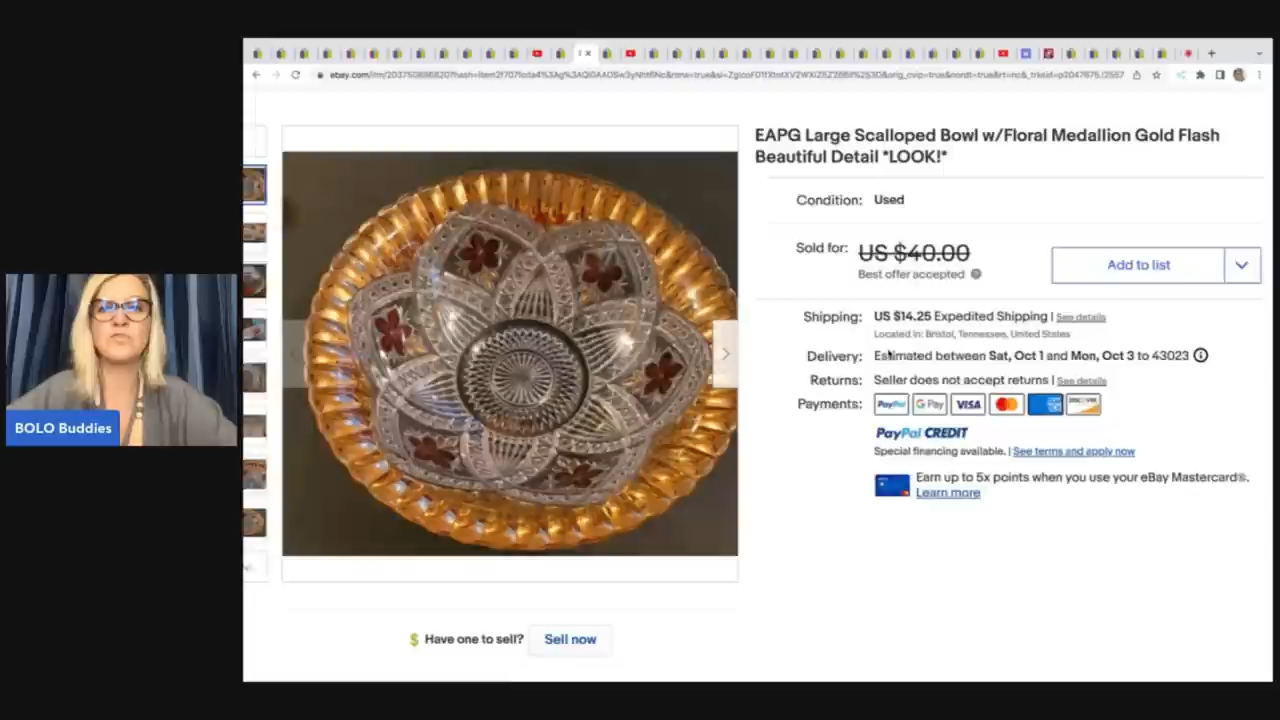 EAPG Large Scalloped Bowl w/Floral Medallion Gold Flash
Beautiful Detail *LOOK!*
Condition: Used
Sold for: US $40.00
Best offer accepted
Add to list
Shipping: US $14.25 Expedited Shipping | See details
Located in: Bristol, Tennessee, United States
Delivery: Estimated between Sat, Oct 1 and Mon, Oct 3 to 43023
Returns: Seller does not accept returns | See details
Payments: PayPal G Pay VISA
DISCOVER
PayPal CREDIT
Special financing available. | See terms and apply now
Earn up to 5x points when you use your eBay Mastercard®.
Learn more
BOLO Buddies
Have one to sell? Sell now